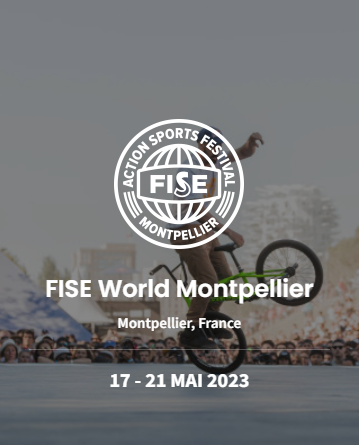 ACTION SPORTS FESTIVAL
FISE
MONTPELLIER
FISE World Montpellier
Montpellier, France
17 - 21 MAI 2023